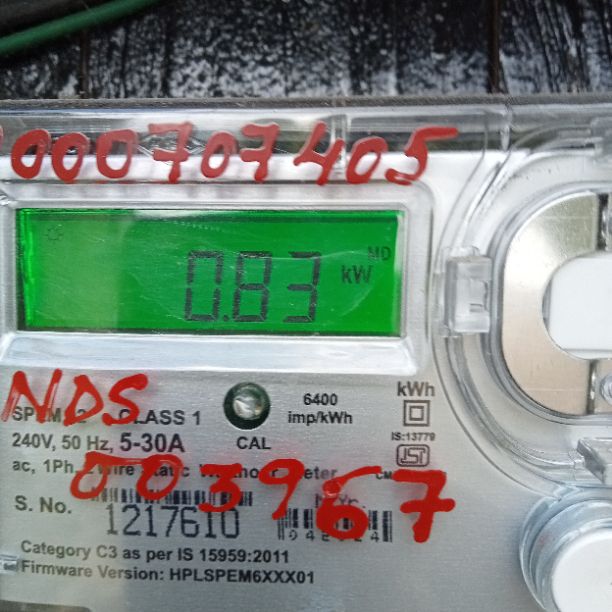 000707405
MD
0.83 kW
NDS
CLASS 1
6400
imp/kWh
kWh
240V, 50 Hz, 5-30A
CAL
IS:13779
ac, 1Ph,
003967
S. No.
1217610
Category C3 as per IS 15959:2011
Firmware Version: HPLSPEM6XXX01